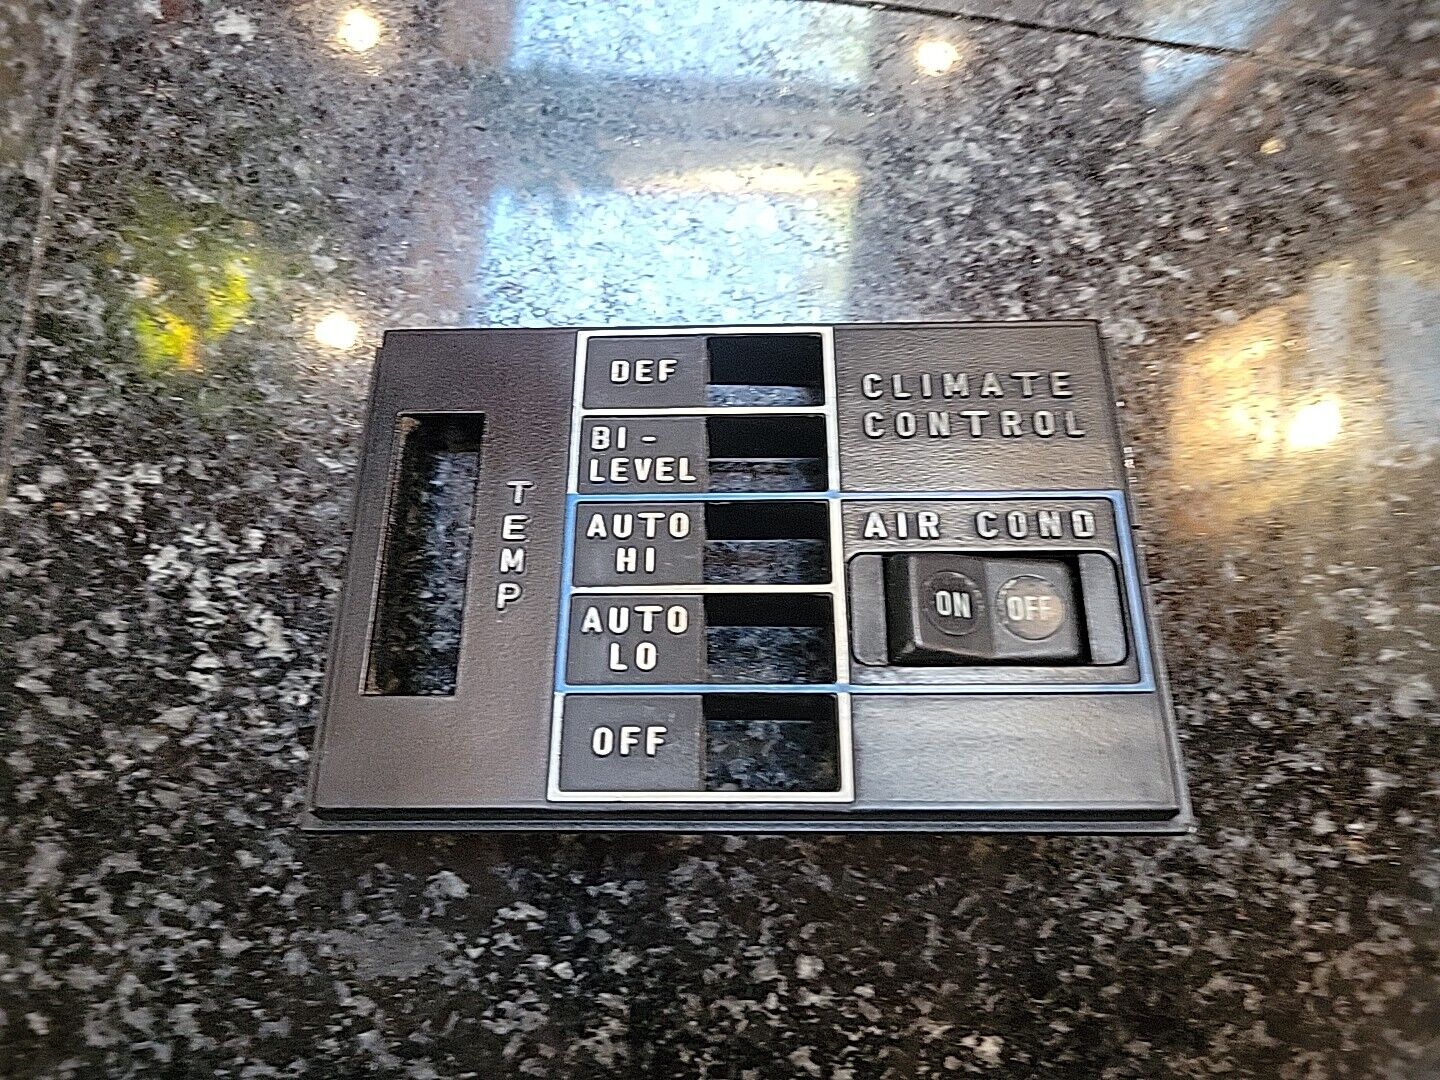 TEMP
DEF
BI-
LEVEL
AUTO
HI
AUTO
LO
OFF
CLIMATE
CONTROL
AIR COND
ON OFF